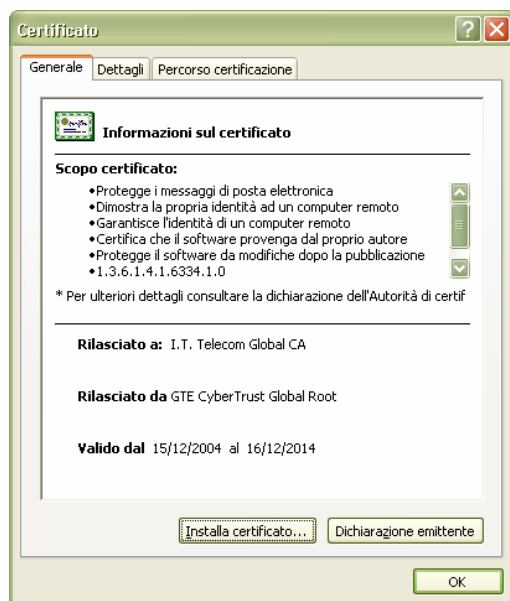 Certificato
Generale Dettagli Percorso certificazione
Informazioni sul certificato
Scopo certificato:
•Protegge i messaggi di posta elettronica
•Dimostra la propria identità ad un computer remoto
•Garantisce l'identità di un computer remoto
•Certifica che il software provenga dal proprio autore
•Protegge il software da modifiche dopo la pubblicazione
•1.3.6.1.4.1.6334.1.0
* Per ulteriori dettagli consultare la dichiarazione dell'Autorità di certif
Rilasciato a: I.T. Telecom Global CA
Rilasciato da GTE CyberTrust Global Root
Valido dal 15/12/2004 al 16/12/2014
Installa certificato... Dichiarazione emittente
OK